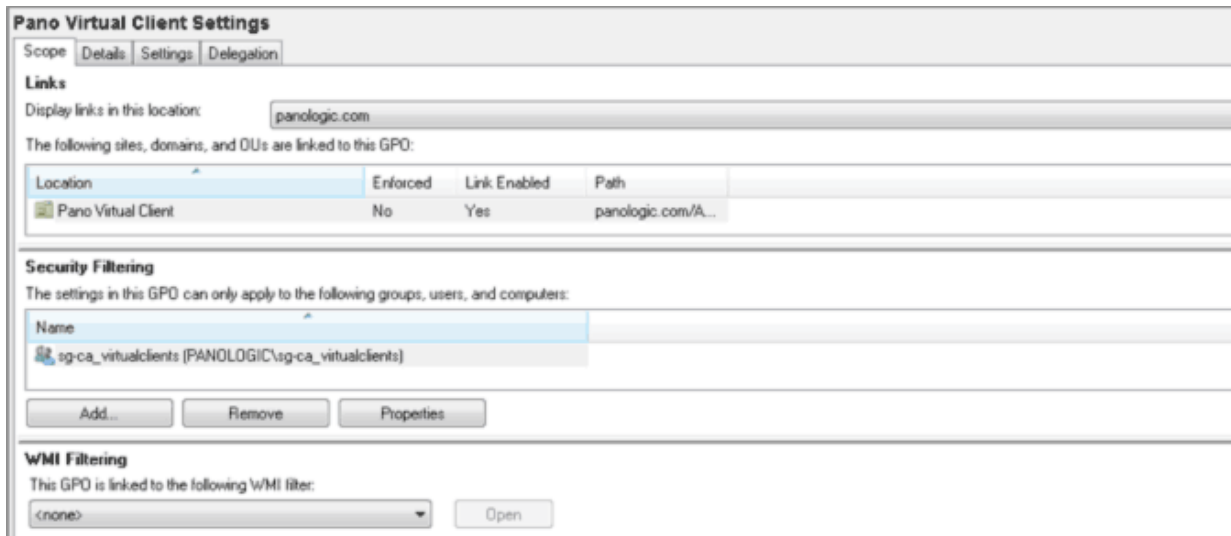 Pano Virtual Client Settings
Scope Details Settings Delegation
Links
Display links in this location: panologic.com
The following sites, domains, and OUs are linked to this GPO:
Location Enforced Link Enabled Path
Pano Virtual Client No Yes panologic.com/A...
Security Filtering
The settings in this GPO can only apply to the following groups, users, and computers:
Name
sg-ca_virtualclients (PANOLOGIC\sg-ca_virtualclients)
Add... Remove Properties
WMI Filtering
This GPO is linked to the following WMI filter:
<none> Open